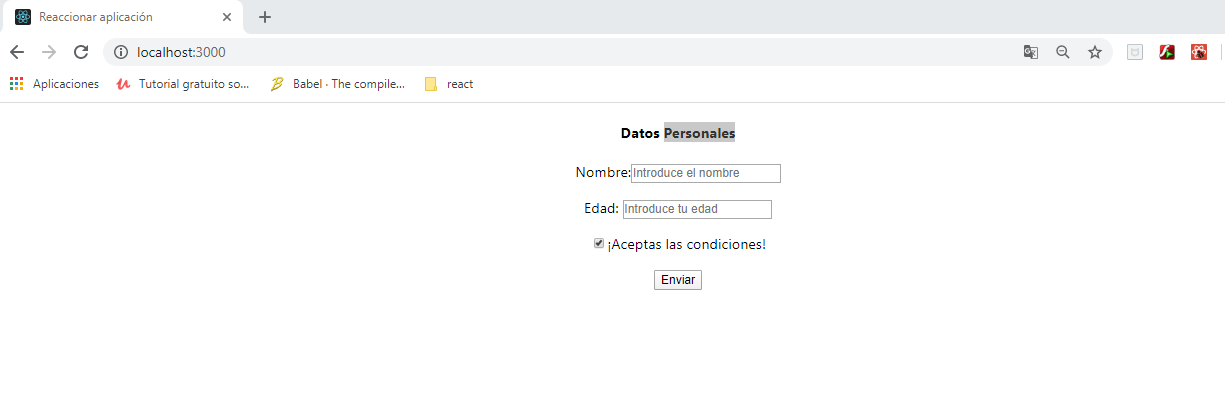 Reaccionar aplicación
localhost:3000
Aplicaciones Tutorial gratuito so... Babel · The compile... react
Datos Personales
Nombre: Introduce el nombre
Edad: Introduce tu edad
¡Aceptas las condiciones!
Enviar